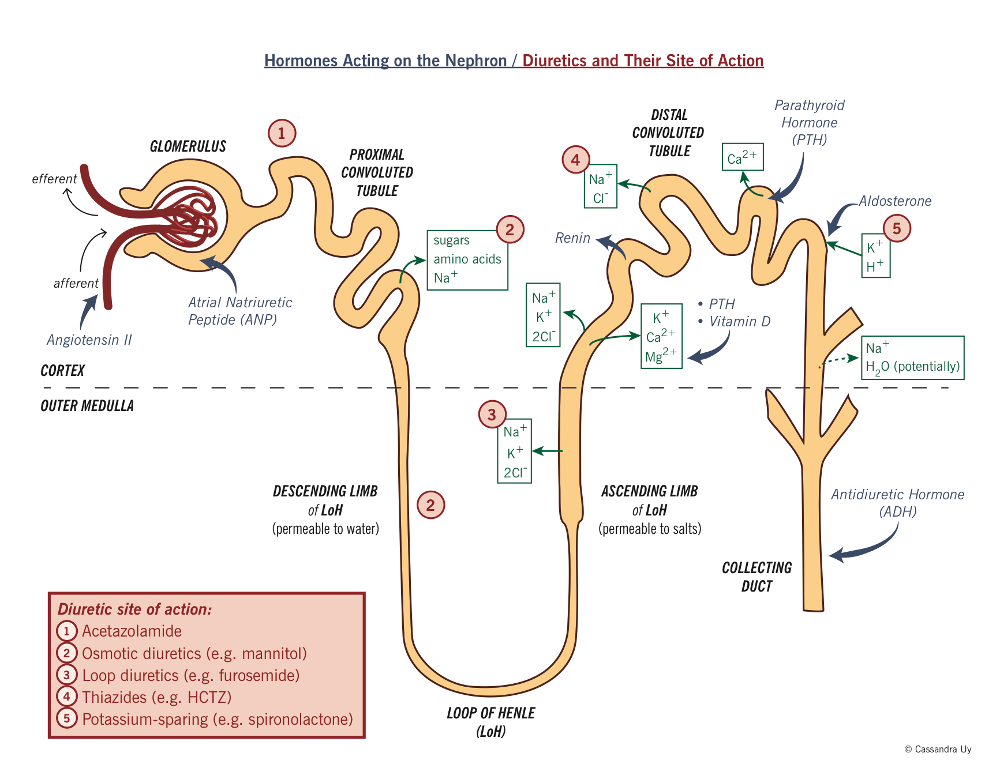 Hormones Acting on the Nephron / Diuretics and Their Site of Action
GLOMERULUS
efferent
afferent
Angiotensin II
Atrial Natriuretic
Peptide (ANP)
1
PROXIMAL
CONVOLUTED
TUBULE
2
sugars
amino acids
Na+
CORTEX
OUTER MEDULLA
DESCENDING LIMB
of LoH
(permeable to water)
2
3
Na+
K+
2Cl-
ASCENDING LIMB
of LoH
(permeable to salts)
LOOP OF HENLE
(LoH)
Na+
K+
2Cl-
K+
Ca2+
Mg2+
• PTH
• Vitamin D
Renin
4
Na+
Cl-
DISTAL
CONVOLUTED
TUBULE
Ca2+
Parathyroid
Hormone
(PTH)
Aldosterone
5
K+
H+
Na+
H2O (potentially)
Antidiuretic Hormone
(ADH)
COLLECTING
DUCT
Diuretic site of action:
1 Acetazolamide
2 Osmotic diuretics (e.g. mannitol)
3 Loop diuretics (e.g. furosemide)
4 Thiazides (e.g. HCTZ)
5 Potassium-sparing (e.g. spironolactone)
© Cassandra Uy